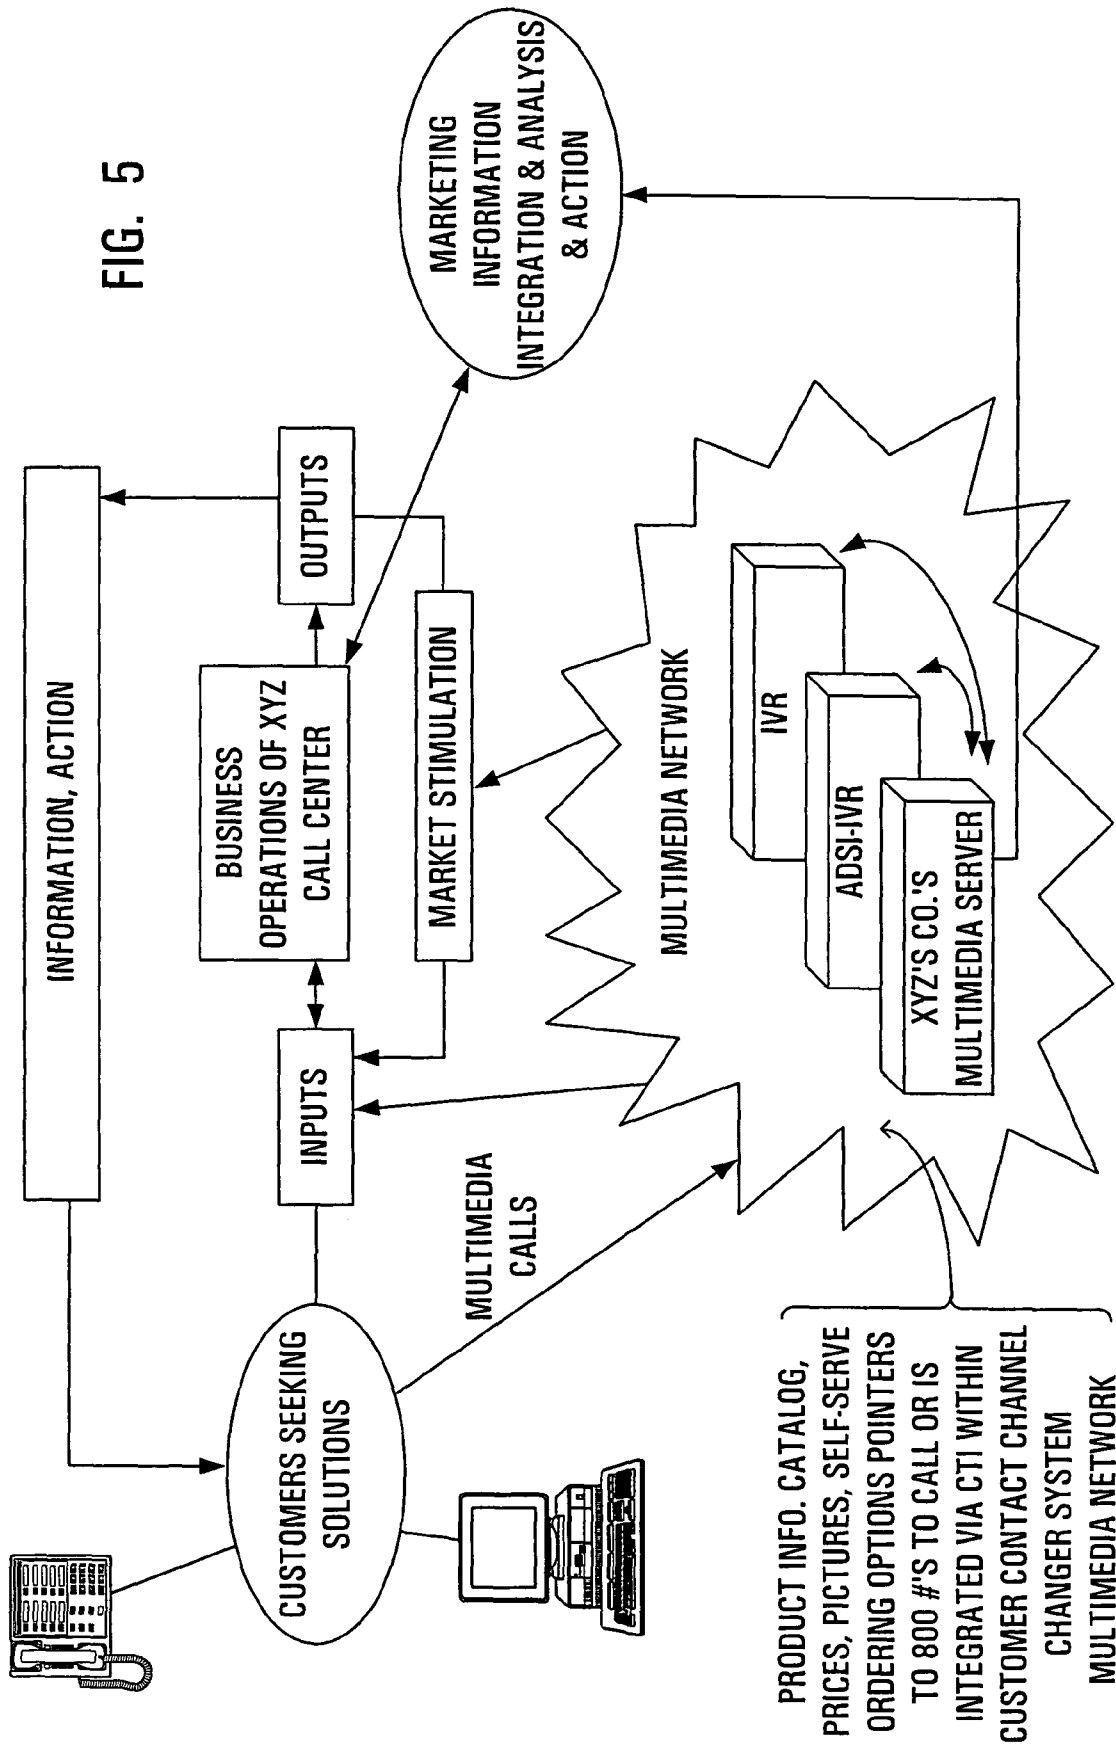 FIG. 5
INFORMATION, ACTION
CUSTOMERS SEEKING
SOLUTIONS
INPUTS
BUSINESS
OPERATIONS OF XYZ
CALL CENTER
OUTPUTS
MARKET STIMULATION
MARKETING
INFORMATION
INTEGRATION & ANALYSIS
& ACTION
MULTIMEDIA
CALLS
MULTIMEDIA NETWORK
IVR
ADSI-IVR
XYZ'S CO.'S
MULTIMEDIA SERVER
PRODUCT INFO. CATALOG,
PRICES, PICTURES, SELF-SERVE
ORDERING OPTIONS POINTERS
TO 800 #'S TO CALL OR IS
INTEGRATED VIA CTI WITHIN
CUSTOMER CONTACT CHANNEL
CHANGER SYSTEM
MULTIMEDIA NETWORK